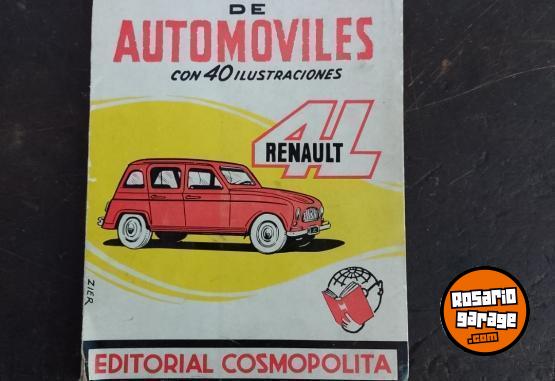 DE
AUTOMOVILES
CON 40 ILUSTRACIONES
4L
RENAULT
ZIER
EDITORIAL COSMOPOLITA
ROSARIO
GARAGE
.COM